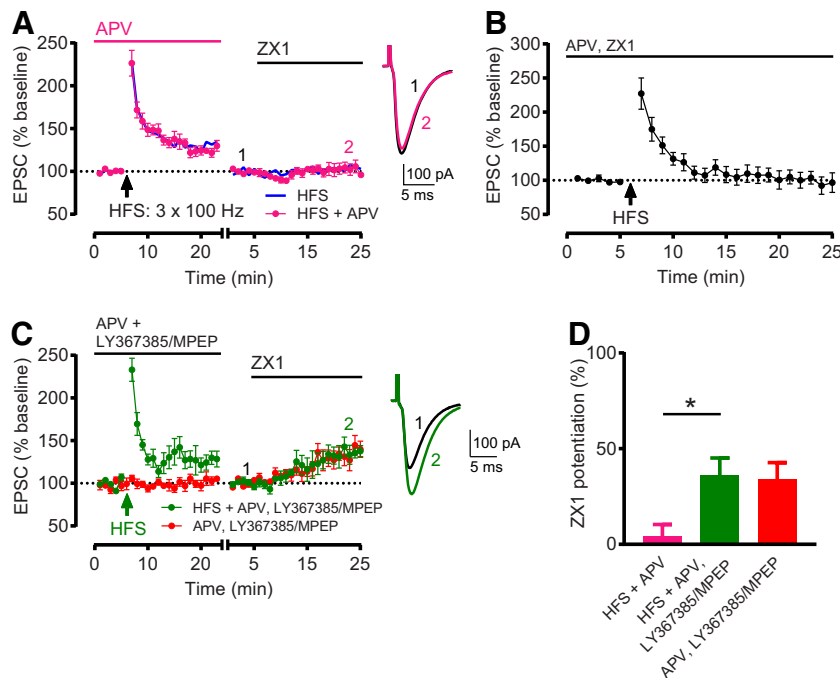 A
APV
ZX1
EPSC (% baseline)
250
200
150
100
50
1
2
HFS: 3 x 100 Hz
HFS
HFS + APV
0
10
20
5
15
25
Time (min)
1
2
100 pA
5 ms
B
APV, ZX1
EPSC (% baseline)
300
250
200
150
100
50
HFS
0
5
10
15
20
25
Time (min)
C
APV +
LY367385/MPEP
ZX1
EPSC (% baseline)
250
200
150
100
50
1
2
HFS
HFS + APV, LY367385/MPEP
APV, LY367385/MPEP
0
10
20
5
15
25
Time (min)
1
2
100 pA
5 ms
D
ZX1 potentiation (%)
100
50
0
*
HFS + APV
HFS + APV,
LY367385/MPEP
APV, LY367385/MPEP